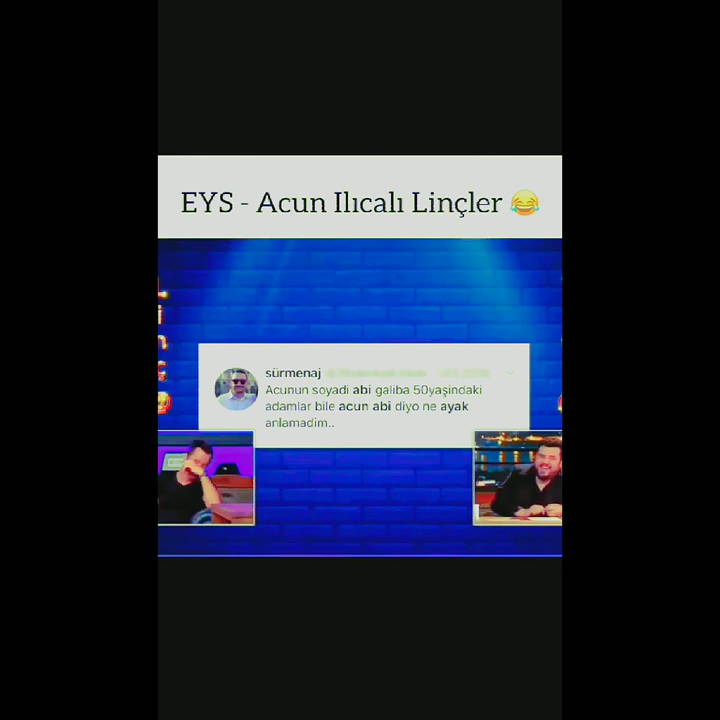 EYS - Acun Ilıcalı Linçler 😂
sürmenaj
Acunun soyadi abi galiba 50yaşindaki
adamlar bile acun abi diyo ne ayak
anlamadim..